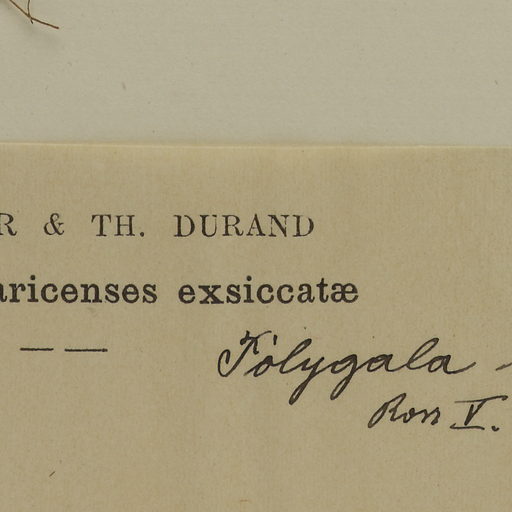 R & TH. DURAND
aricenses exsiccatæ
Polygala -
Ross V.